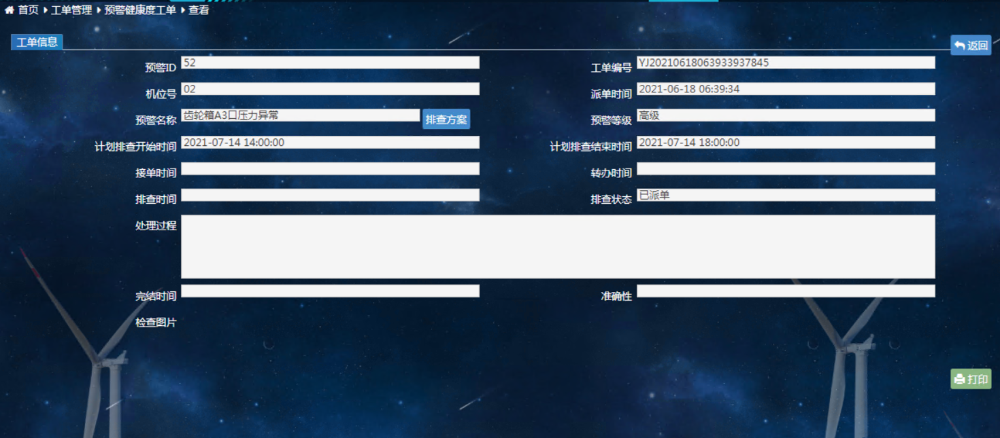 首页 工单管理 预警健康度工单 查看
工单信息
返回
预警ID 52 工单编号 YJ20210618063933937845
机位号 02 派单时间 2021-06-18 06:39:34
预警名称 齿轮箱A3口压力异常 排查方案 预警等级 高级
计划排查开始时间 2021-07-14 14:00:00 计划排查结束时间 2021-07-14 18:00:00
接单时间 转办时间
排查时间 排查状态 已派单
处理过程
完结时间 准确性
检查图片
打印